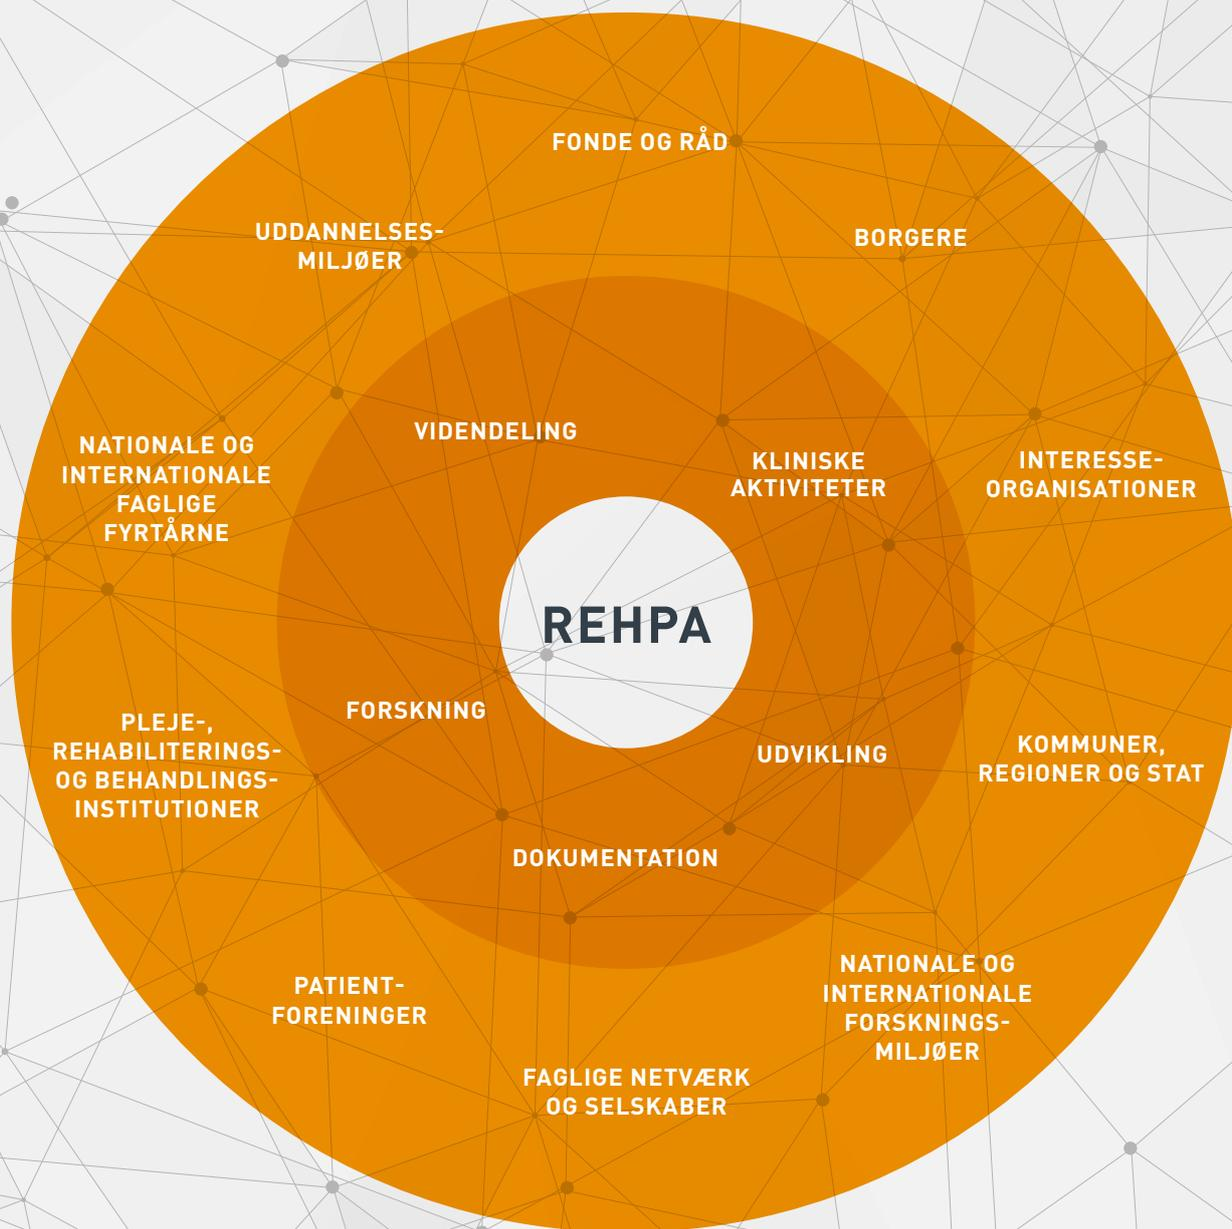 FONDE OG RÅD
UDDANNELSES-
MILJØER
BORGERE
NATIONALE OG
INTERNATIONALE
FAGLIGE
FYRTÅRNE
VIDENDELING
KLINISKE
AKTIVITETER
INTERESSE-
ORGANISATIONER
REHPA
FORSKNING
UDVIKLING
PLEJE-,
REHABILITERINGS-
OG BEHANDLINGS-
INSTITUTIONER
KOMMUNER,
REGIONER OG STAT
DOKUMENTATION
PATIENT-
FORENINGER
NATIONALE OG
INTERNATIONALE
FORSKNINGS-
MILJØER
FAGLIGE NETVÆRK
OG SELSKABER